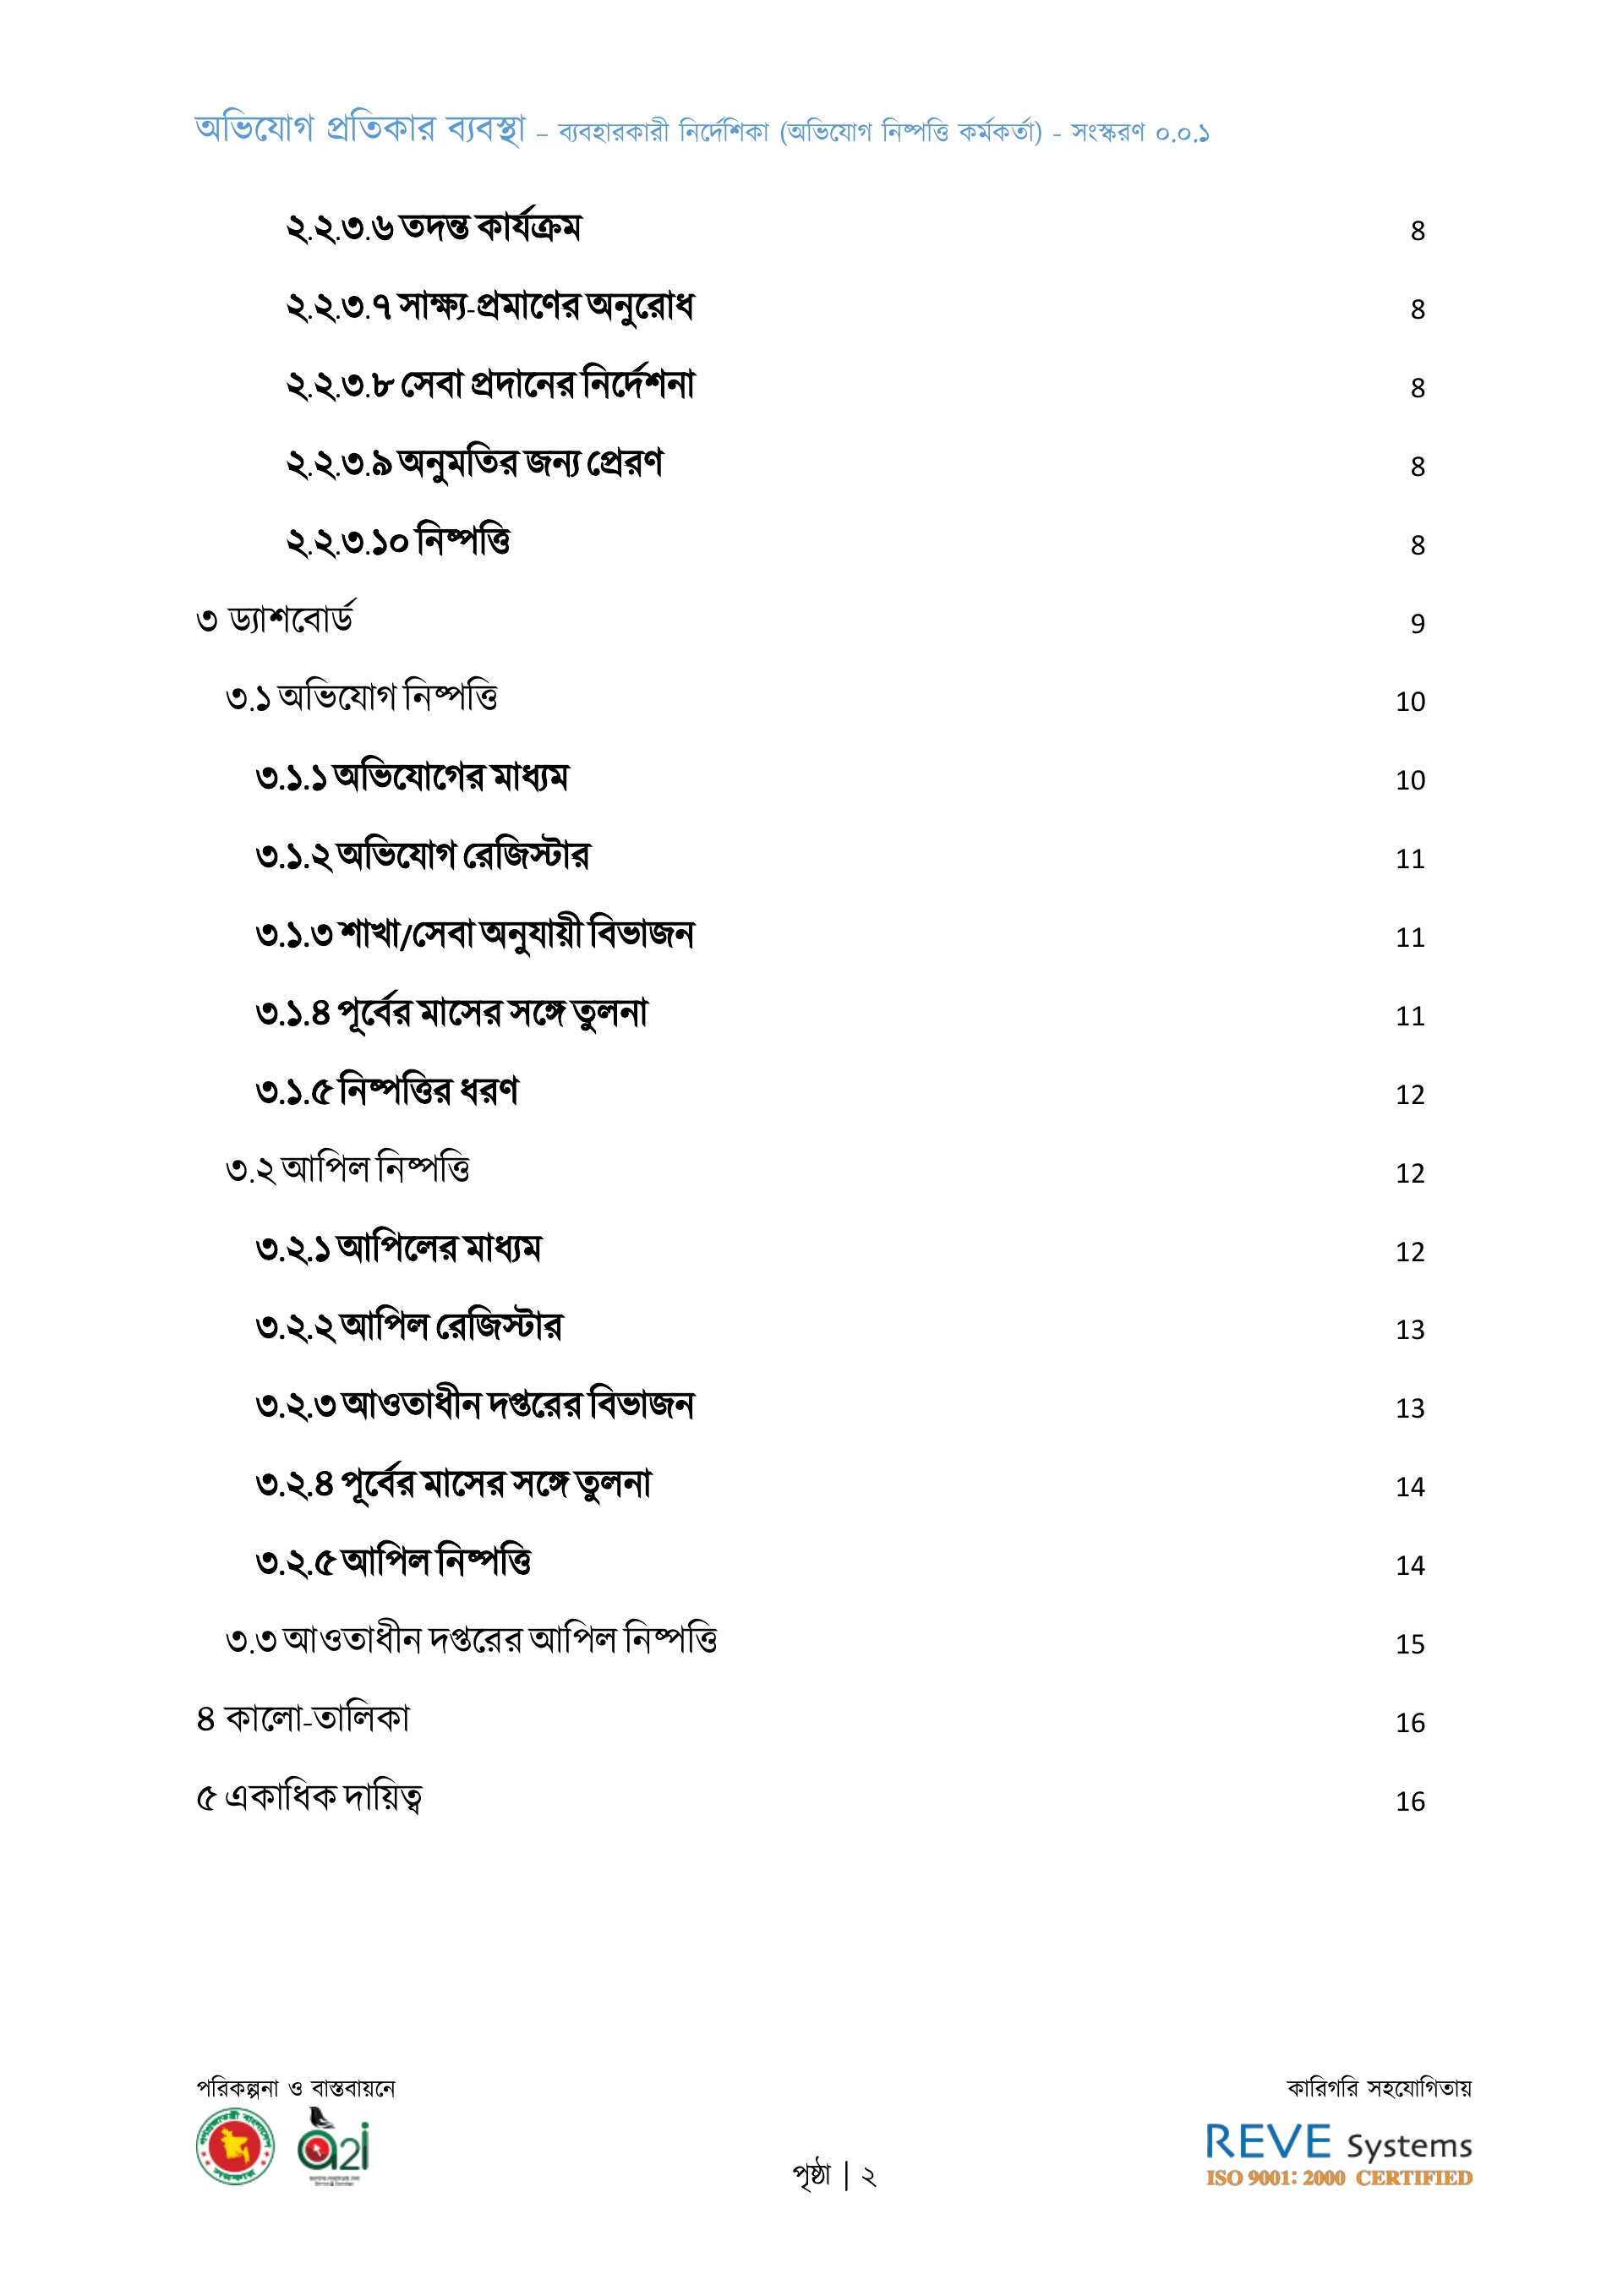 অভিযোগ প্রতিকার ব্যবস্থা – ব্যবহারকারী নির্দেশিকা (অভিযোগ নিষ্পত্তি কর্মকর্তা) - সংস্করণ ০.০.১
২.২.৩.৬ তদন্ত কার্যক্রম 8
২.২.৩.৭ সাক্ষ্য-প্রমাণের অনুরোধ 8
২.২.৩.৮ সেবা প্রদানের নির্দেশনা 8
২.২.৩.৯ অনুমতির জন্য প্রেরণ 8
২.২.৩.১০ নিষ্পত্তি 8
৩ ড্যাশবোর্ড 9
৩.১ অভিযোগ নিষ্পত্তি 10
৩.১.১ অভিযোগের মাধ্যম 10
৩.১.২ অভিযোগ রেজিস্টার 11
৩.১.৩ শাখা/সেবা অনুযায়ী বিভাজন 11
৩.১.৪ পূর্বের মাসের সঙ্গে তুলনা 11
৩.১.৫ নিষ্পত্তির ধরণ 12
৩.২ আপিল নিষ্পত্তি 12
৩.২.১ আপিলের মাধ্যম 12
৩.২.২ আপিল রেজিস্টার 13
৩.২.৩ আওতাধীন দপ্তরের বিভাজন 13
৩.২.৪ পূর্বের মাসের সঙ্গে তুলনা 14
৩.২.৫ আপিল নিষ্পত্তি 14
৩.৩ আওতাধীন দপ্তরের আপিল নিষ্পত্তি 15
৪ কালো-তালিকা 16
৫ একাধিক দায়িত্ব 16
পরিকল্পনা ও বাস্তবায়নে
কারিগরি সহযোগিতায়
গণপ্রজাতন্ত্রী বাংলাদেশ
সরকার
a2i
REVE Systems
ISO 9001: 2000 CERTIFIED
পৃষ্ঠা | ২